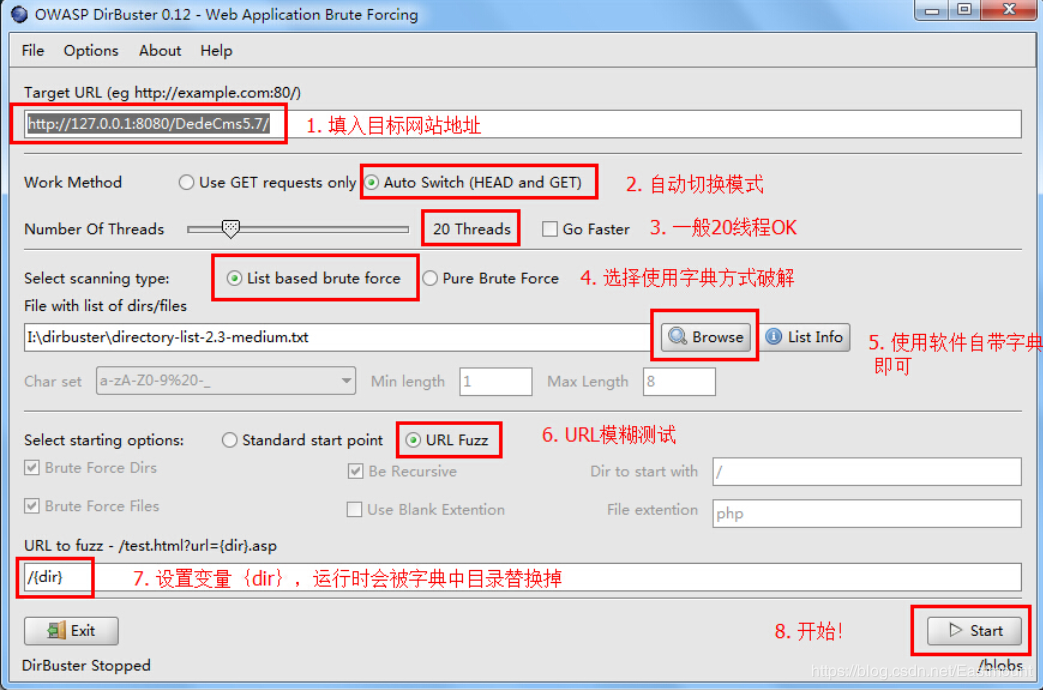 OWASP DirBuster 0.12 - Web Application Brute Forcing
File Options About Help
Target URL (eg http://example.com:80/)
http://127.0.0.1:8080/DedeCms5.7/ 1. 填入目标网站地址
Work Method Use GET requests only Auto Switch (HEAD and GET) 2. 自动切换模式
Number Of Threads 20 Threads Go Faster 3. 一般20线程OK
Select scanning type: List based brute force Pure Brute Force 4. 选择使用字典方式破解
File with list of dirs/files
I:\dirbuster\directory-list-2.3-medium.txt Browse List Info 5. 使用软件自带字典
即可
Char set a-zA-Z0-9%20-_ Min length 1 Max Length 8
Select starting options: Standard start point URL Fuzz 6. URL模糊测试
Brute Force Dirs Be Recursive Dir to start with /
Brute Force Files Use Blank Extention File extention php
URL to fuzz - /test.html?url={dir}.asp
/{dir} 7. 设置变量｛dir｝，运行时会被字典中目录替换掉
Exit 8. 开始! Start
DirBuster Stopped /blobs
https://blog.csdn.net/Eastmount